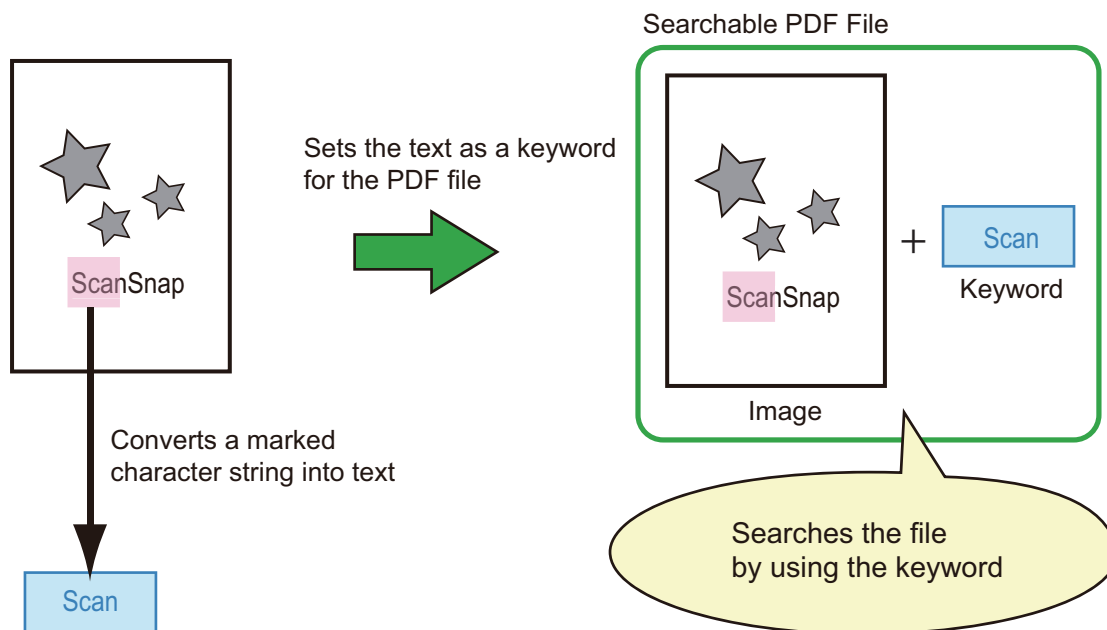 Searchable PDF File
Sets the text as a keyword
for the PDF file
ScanSnap
Converts a marked
character string into text
Scan
ScanSnap
Image
+
Scan
Keyword
Searches the file
by using the keyword